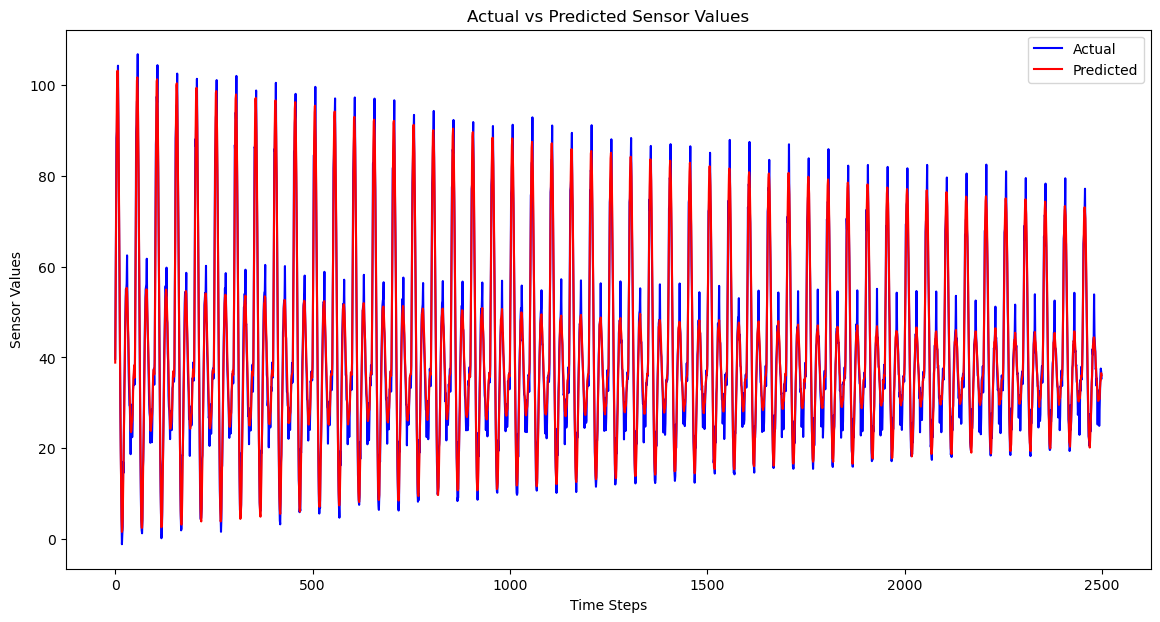 Actual vs Predicted Sensor Values
Actual
Predicted
100
80
60
40
20
0
Sensor Values
0
500
1000
1500
2000
2500
Time Steps